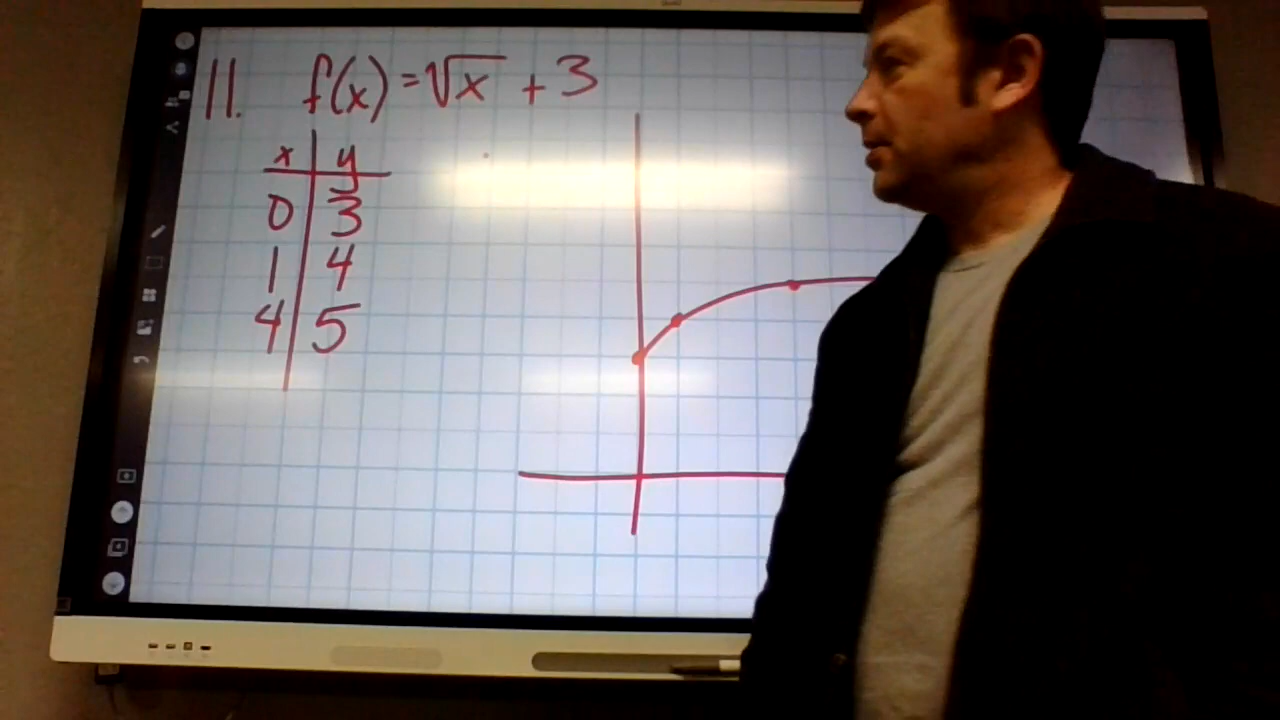 11. f(x) = √x + 3
x y
0 3
1 4
4 5